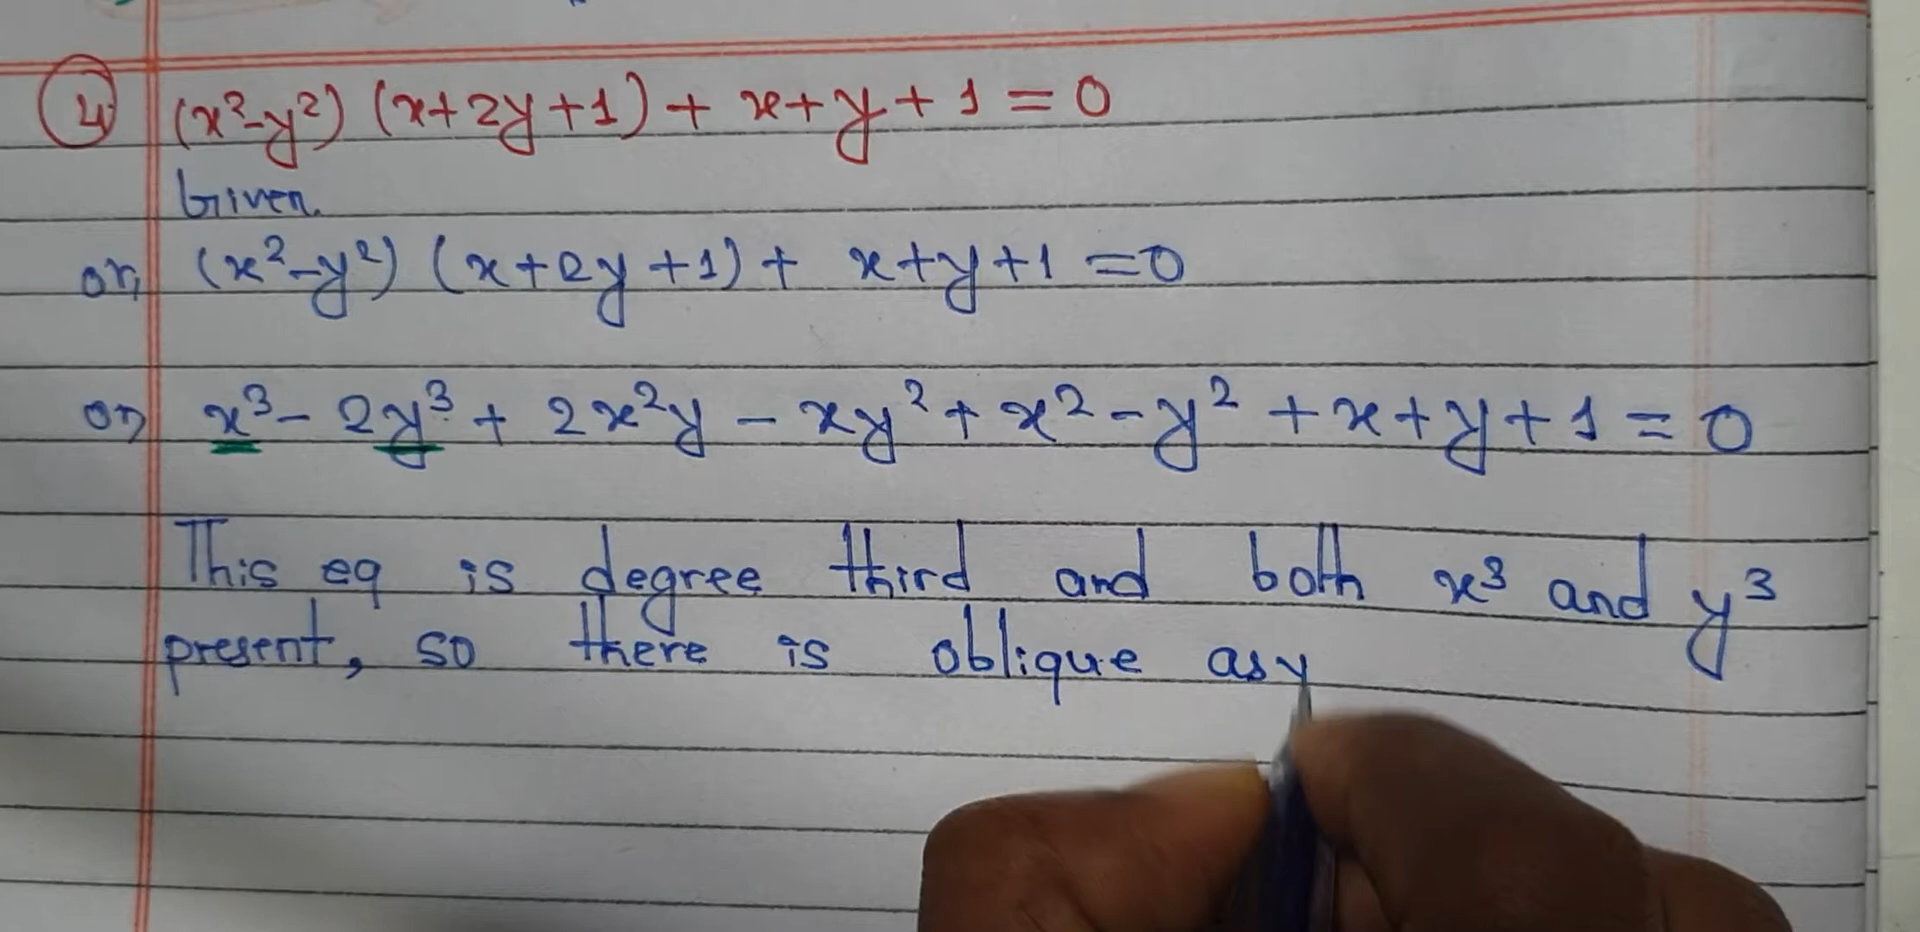 ④ (x²-y²) (x+2y+1) + x+y+1=0
Given.
or, (x²-y²) (x+2y+1) + x+y+1=0
or, x³- 2y³ + 2x²y - xy² + x² - y² + x+y+1 = 0
This eq is degree third and both x³ and y³
present, so there is oblique asy